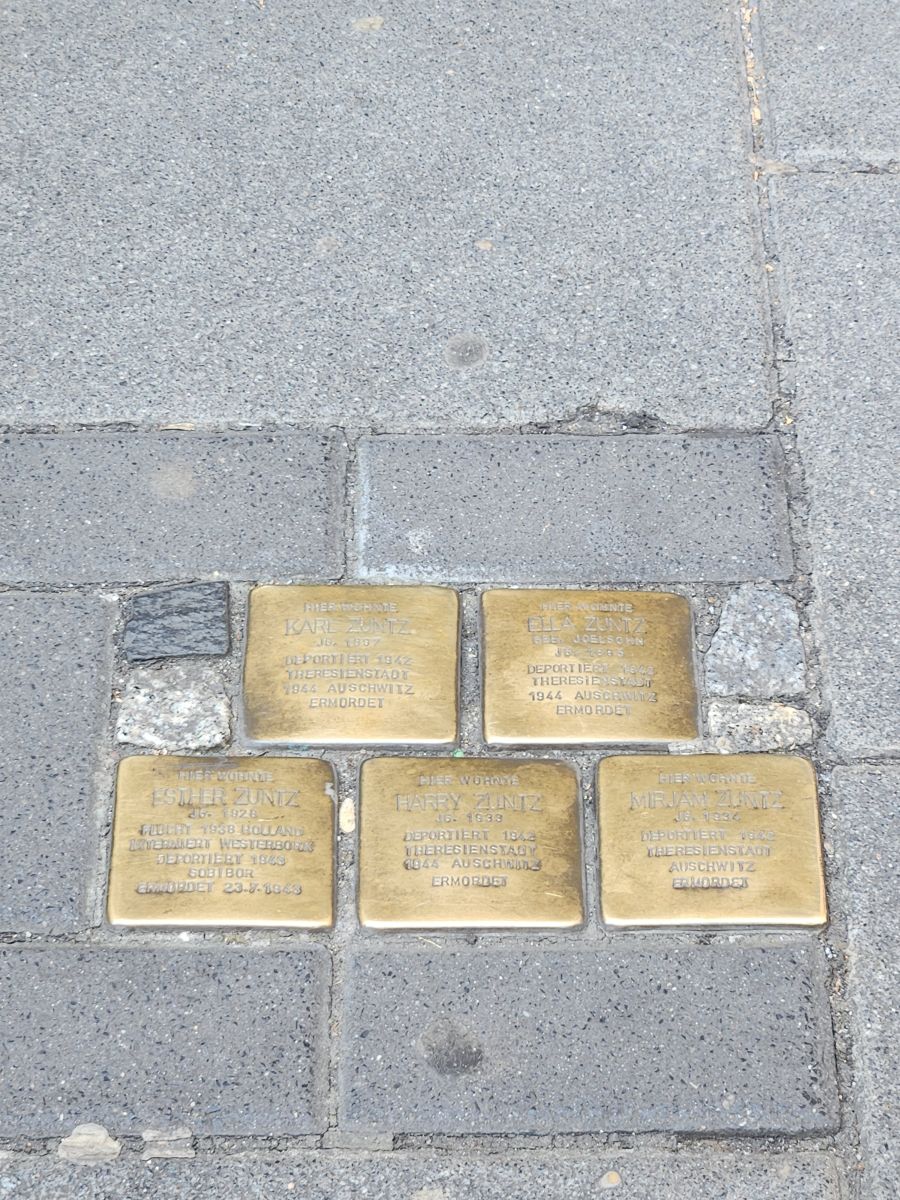 HIER WOHNTE
KARL ZUNTZ
JG. 1897
DEPORTIERT 1942
THERESIENSTADT
1944 AUSCHWITZ
ERMORDET
HIER WOHNTE
ELLA ZUNTZ
GEB. JOELSOHN
JG.
DEPORTIERT 1942
THERESIENSTADT
1944 AUSCHWITZ
ERMORDET
HIER WOHNTE
ESTHER ZUNTZ
JG. 1926
FLUCHT 1938 HOLLAND
INTERNIERT WESTERBORK
DEPORTIERT 1943
SOBIBOR
ERMORDET 23.7.1943
HIER WOHNTE
HARRY ZUNTZ
JG.
DEPORTIERT 1942
THERESIENSTADT
1944 AUSCHWITZ
ERMORDET
HIER WOHNTE
MIRJAM ZUNTZ
JG. 1934
DEPORTIERT 1942
THERESIENSTADT
AUSCHWITZ
ERMORDET